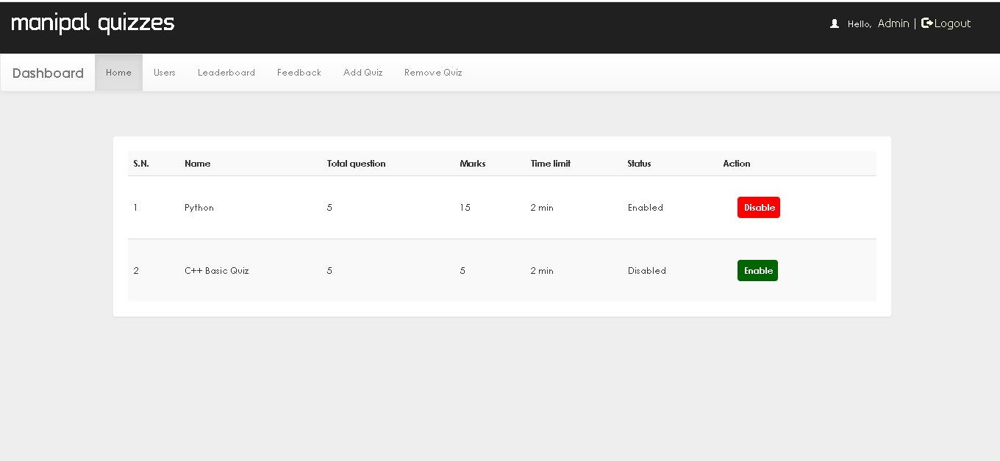 manipal quizzes
Hello, Admin | Logout
Dashboard Home Users Leaderboard Feedback Add Quiz Remove Quiz
S.N. Name Total question Marks Time limit Status Action
1 Python 5 15 2 min Enabled Disable
2 C++ Basic Quiz 5 5 2 min Disabled Enable